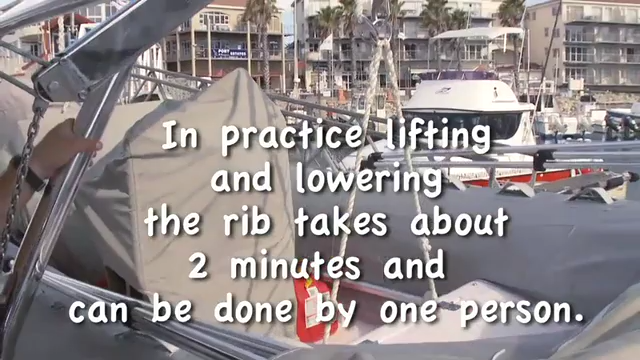 In practice lifting
and lowering
the rib takes about
2 minutes and
can be done by one person.